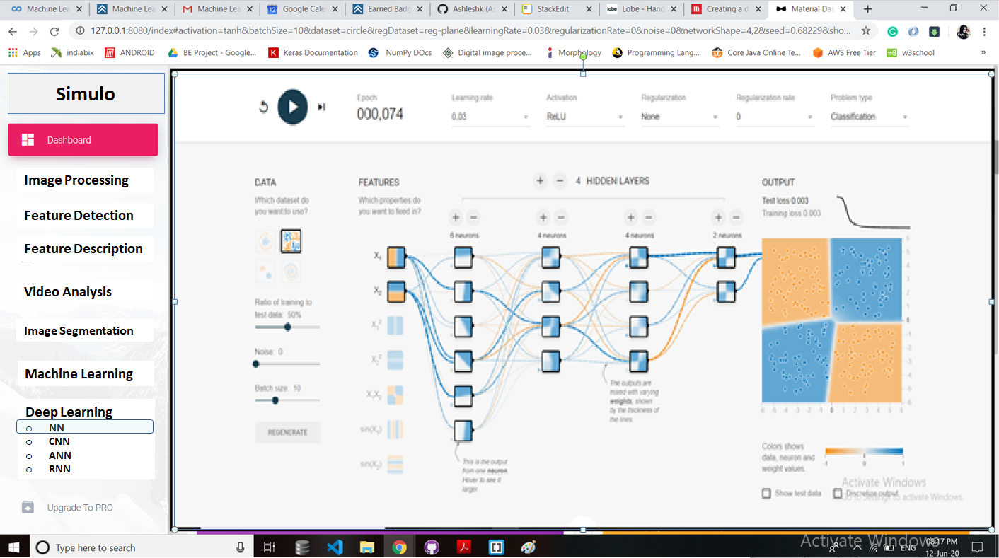 Machine Lea
Machine Lea
Machine Lea
Google Cale
Earned Badg
Ashleshk (As
StackEdit
lobe Lobe - Hand
Creating a d
Material Das
127.0.0.1:8080/index#activation=tanh&batchSize=10&dataset=circle&regDataset=reg-plane&learningRate=0.03&regularizationRate=0&noise=0&networkShape=4,2&seed=0.68229&sho...
Apps
indiabix
ANDROID
BE Project - Google...
Keras Documentation
NumPy DOcs
Digital image proce...
Morphology
Programming Lang...
Core Java Online Te...
AWS Free Tier
w3school
»
Simulo
Dashboard
Image Processing
Feature Detection
Feature Description
Video Analysis
Image Segmentation
Machine Learning
Deep Learning
o NN
o CNN
o ANN
o RNN
Upgrade To PRO
Epoch
000,074
Learning rate
0.03
Activation
ReLU
Regularization
None
Regularization rate
0
Problem type
Classification
DATA
Which dataset do
you want to use?
Ratio of training to
test data: 50%
Noise: 0
Batch size: 10
REGENERATE
FEATURES
Which properties do
you want to feed in?
X₁
X₂
X₁²
X₂²
X₁X₂
sin(X₁)
sin(X₂)
+ − 4 HIDDEN LAYERS
+ −
+ −
+ −
+ −
6 neurons
4 neurons
4 neurons
2 neurons
The outputs are
mixed with varying
weights, shown
by the thickness of
the lines.
This is the output
from one neuron.
Hover to see it
larger.
OUTPUT
Test loss 0.003
Training loss 0.003
6
5
4
3
2
1
0
-1
-2
-3
-4
-5
-6
-6 -5 -4 -3 -2 -1 0 1 2 3 4 5 6
Colors shows
data, neuron and
weight values.
-1 0 1
Show test data
Discretize output
Activate Windows
Go to Settings to activate Windows.
Type here to search
Activate Windows
ENG
08:17 PM
12-Jun-20